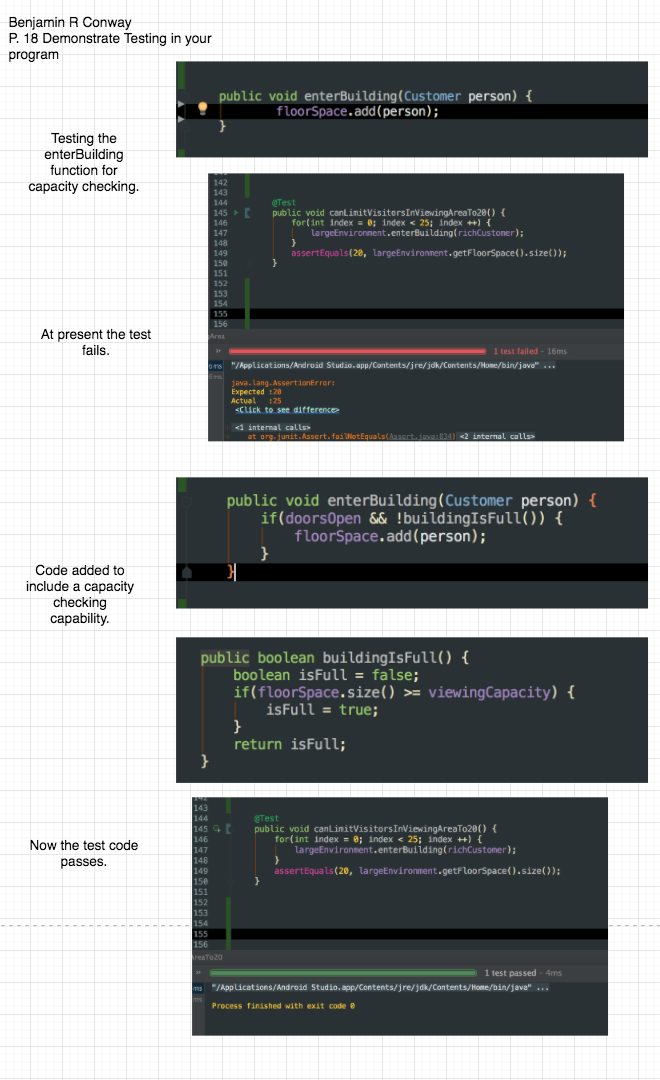 Benjamin R Conway
P. 18 Demonstrate Testing in your
program
public void enterBuilding(Customer person) {
floorSpace.add(person);
}
Testing the
enterBuilding
function for
capacity checking.
142
143
144 @Test
145 public void canLimitVisitorsInViewingAreaTo20() {
146 for(int index = 0; index < 25; index ++) {
147 largeEnvironment.enterBuilding(richCustomer);
148 }
149 assertEquals(20, largeEnvironment.getFloorSpace().size());
150 }
151
152
153
154
155
156
At present the test
fails.
gArea
1 test failed - 16ms
"/Applications/Android Studio.app/Contents/jre/jdk/Contents/Home/bin/java" ...
java.lang.AssertionError:
Expected :20
Actual :25
<Click to see difference>
<1 internal calls>
at org.junit.Assert.failNotEquals(Assert.java:834) <2 internal calls>
public void enterBuilding(Customer person) {
if(doorsOpen && !buildingIsFull()) {
floorSpace.add(person);
}
}
Code added to
include a capacity
checking
capability.
public boolean buildingIsFull() {
boolean isFull = false;
if(floorSpace.size() >= viewingCapacity) {
isFull = true;
}
return isFull;
}
142
143
144 @Test
145 public void canLimitVisitorsInViewingAreaTo20() {
146 for(int index = 0; index < 25; index ++) {
147 largeEnvironment.enterBuilding(richCustomer);
148 }
149 assertEquals(20, largeEnvironment.getFloorSpace().size());
150 }
151
152
153
154
155
156
Now the test code
passes.
AreaTo20
1 test passed - 4ms
ms "/Applications/Android Studio.app/Contents/jre/jdk/Contents/Home/bin/java" ...
ms
Process finished with exit code 0